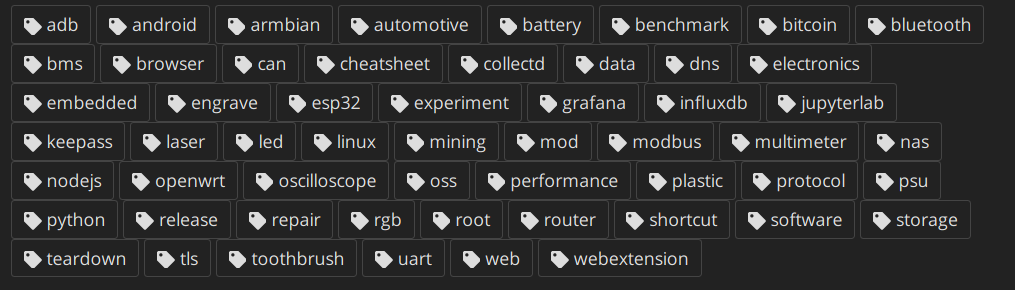 adb android armbian automotive battery benchmark bitcoin bluetooth
bms browser can cheatsheet collectd data dns electronics
embedded engrave esp32 experiment grafana influxdb jupyterlab
keepass laser led linux mining mod modbus multimeter nas
nodejs openwrt oscilloscope oss performance plastic protocol psu
python release repair rgb root router shortcut software storage
teardown tls toothbrush uart web webextension